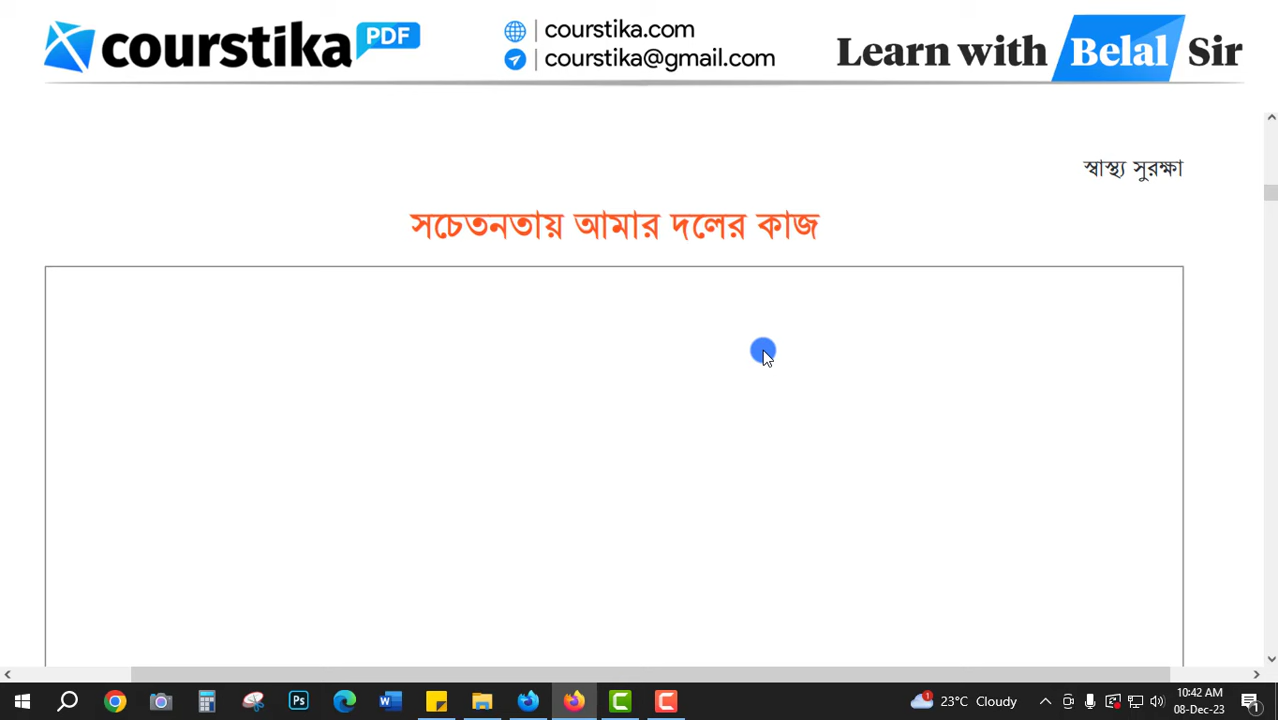 courstika PDF
courstika.com
courstika@gmail.com
Learn with Belal Sir
স্বাস্থ্য সুরক্ষা
সচেতনতায় আমার দলের কাজ
23°C Cloudy
10:42 AM
08-Dec-23